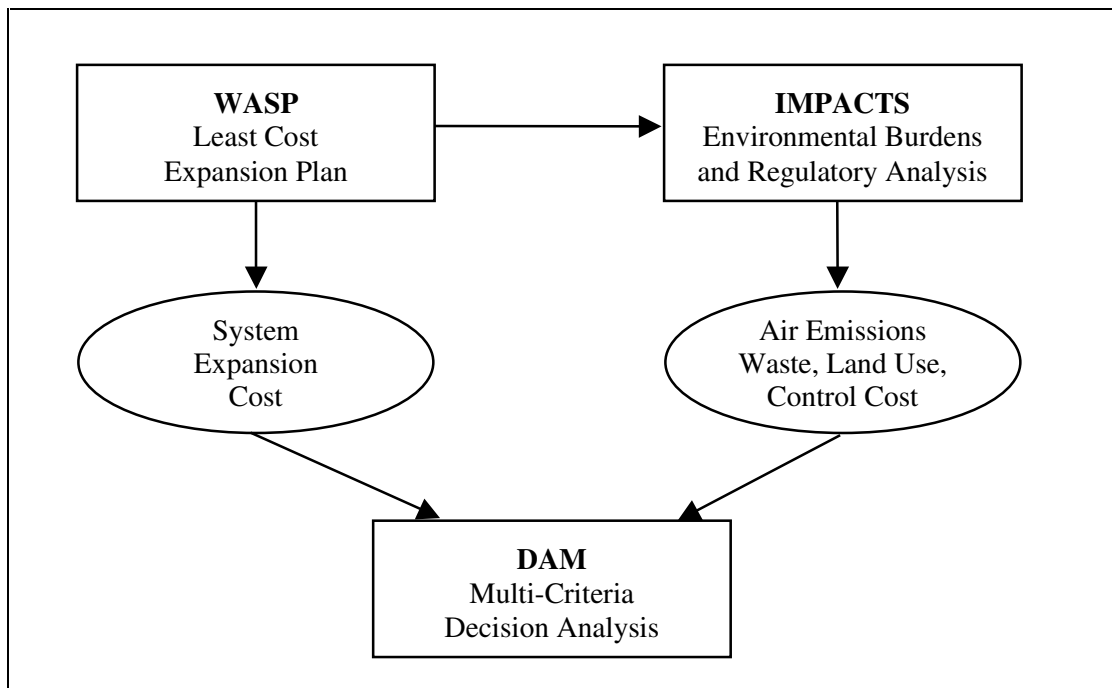 WASP
Least Cost
Expansion Plan
IMPACTS
Environmental Burdens
and Regulatory Analysis
System
Expansion
Cost
Air Emissions
Waste, Land Use,
Control Cost
DAM
Multi-Criteria
Decision Analysis